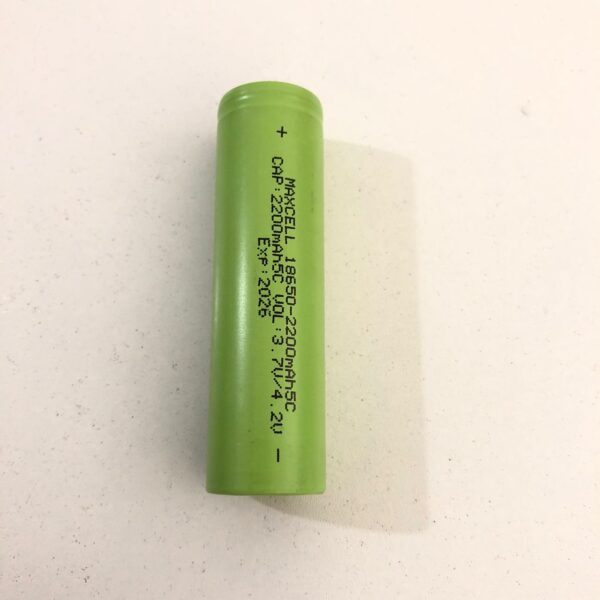 +
MAXCELL 18650-2200mAh5C
CAP:2200mAh5C VOL:3.7V/4.2V
Exp:2026
-